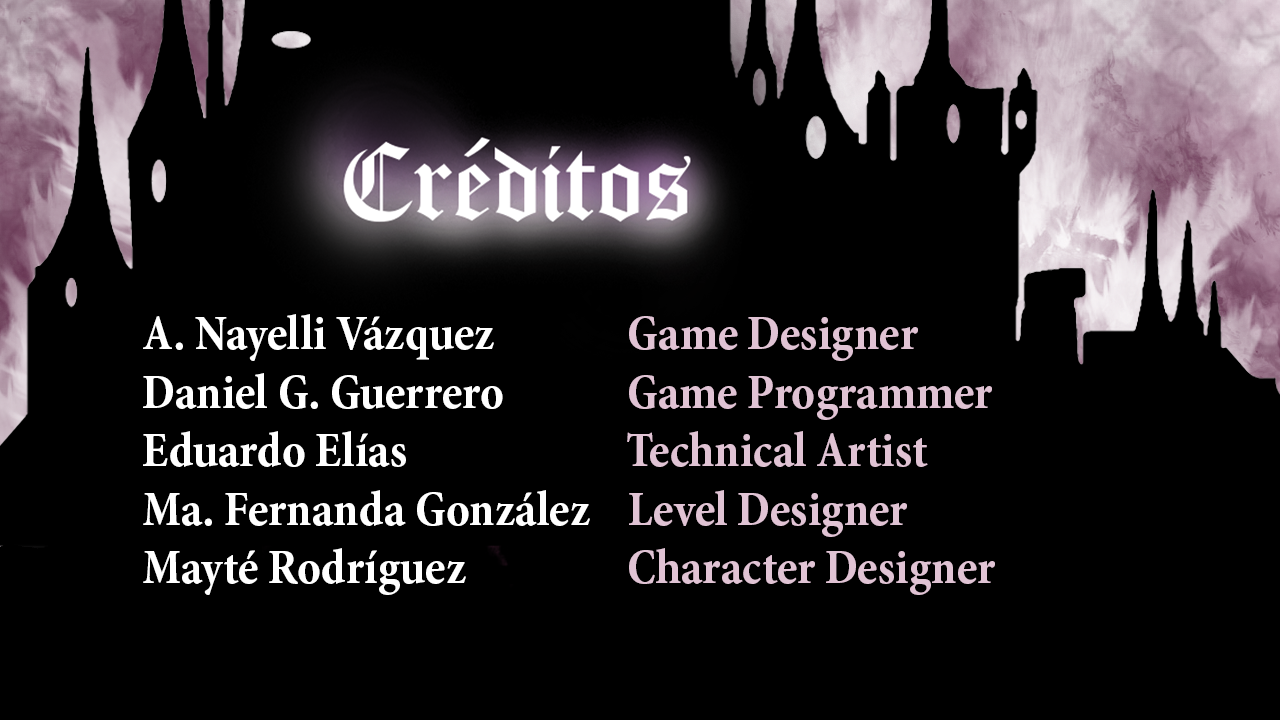 Créditos
A. Nayelli Vázquez Game Designer
Daniel G. Guerrero Game Programmer
Eduardo Elías Technical Artist
Ma. Fernanda González Level Designer
Mayté Rodríguez Character Designer